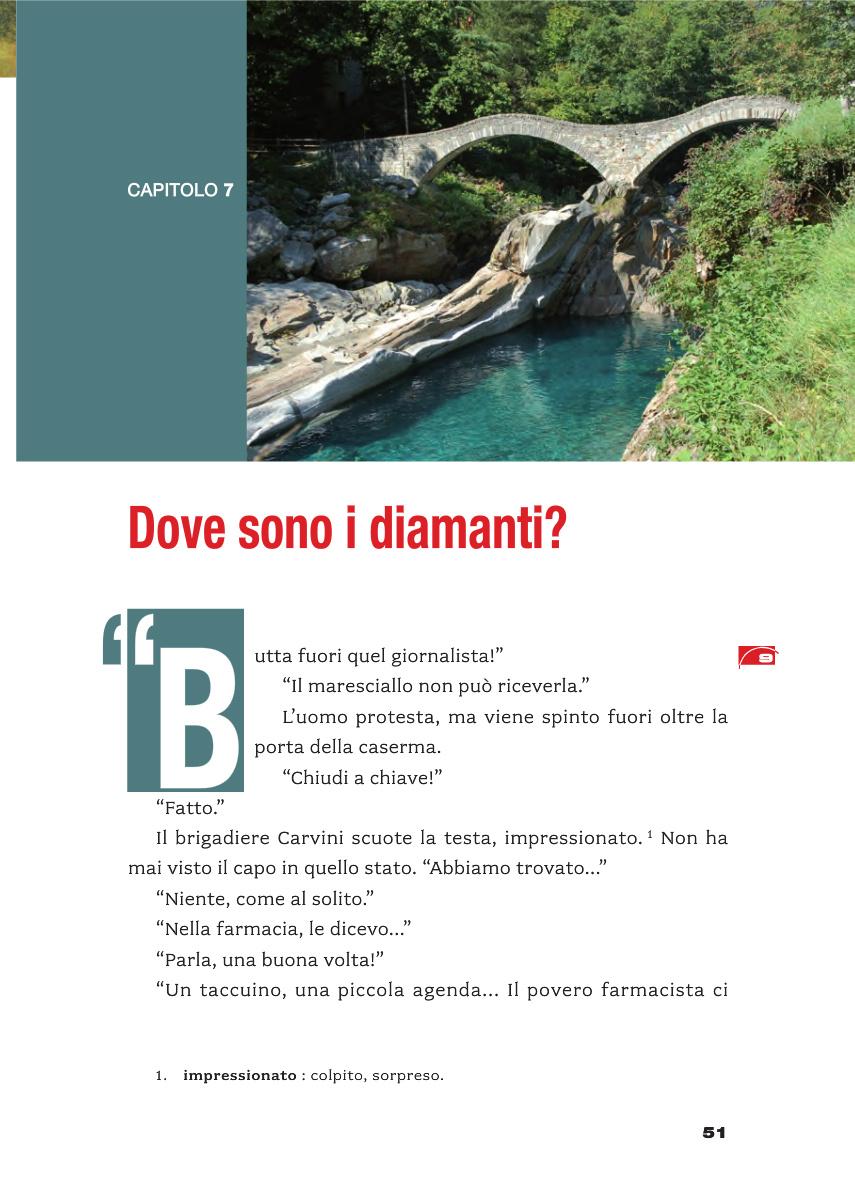 CAPITOLO 7
Dove sono i diamanti?
“Butta fuori quel giornalista!”
“Il maresciallo non può riceverla.”
L’uomo protesta, ma viene spinto fuori oltre la
porta della caserma.
“Chiudi a chiave!”
9
“Fatto.”
Il brigadiere Carvini scuote la testa, impressionato. 1 Non ha
mai visto il capo in quello stato. “Abbiamo trovato...”
“Niente, come al solito.”
“Nella farmacia, le dicevo...”
“Parla, una buona volta!”
“Un taccuino, una piccola agenda... Il povero farmacista ci
1. impressionato : colpito, sorpreso.
51